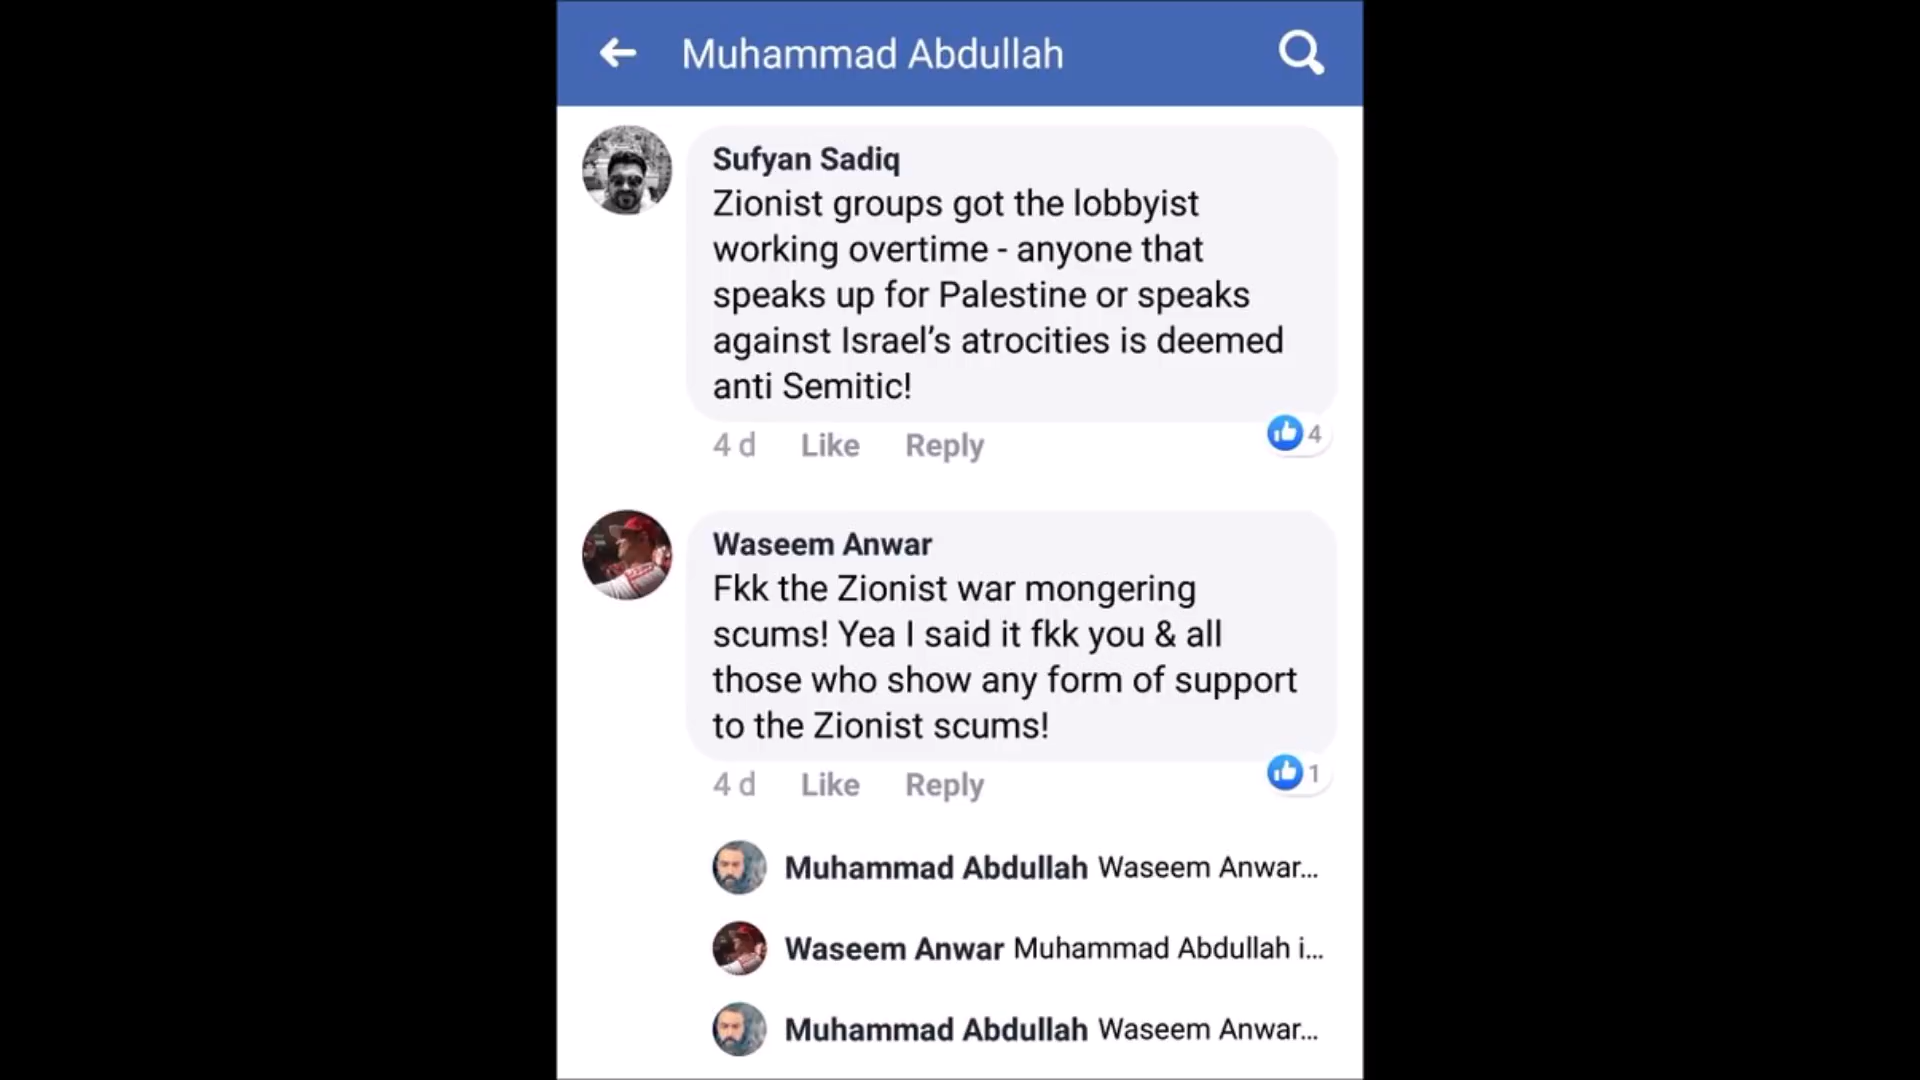 Muhammad Abdullah
Sufyan Sadiq
Zionist groups got the lobbyist
working overtime - anyone that
speaks up for Palestine or speaks
against Israel's atrocities is deemed
anti Semitic!
4 d Like Reply 4
Waseem Anwar
Fkk the Zionist war mongering
scums! Yea I said it fkk you & all
those who show any form of support
to the Zionist scums!
4 d Like Reply 1
Muhammad Abdullah Waseem Anwar...
Waseem Anwar Muhammad Abdullah i...
Muhammad Abdullah Waseem Anwar...